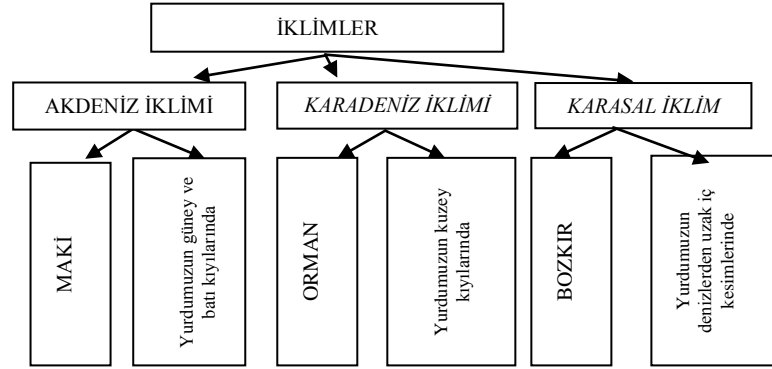 İKLİMLER
AKDENİZ İKLİMİ
KARADENİZ İKLİMİ
KARASAL İKLİM
MAKİ
Yurdumuzun güney ve
batı kıyılarında
ORMAN
Yurdumuzun kuzey
kıyılarında
BOZKIR
Yurdumuzun
denizlerden uzak iç
kesimlerinde